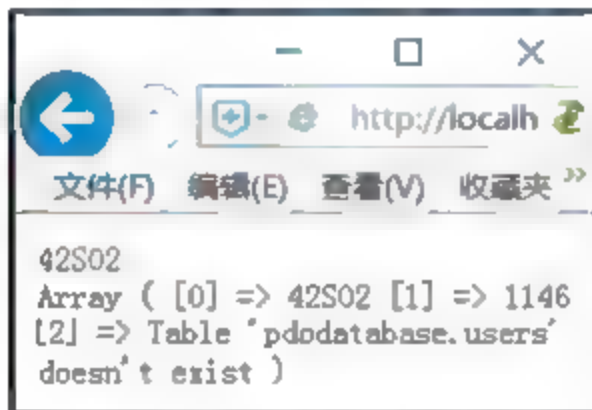 http://localh
文件(F) 编辑(E) 查看(V) 收藏夹 »
42S02
Array ( [0] => 42S02 [1] => 1146
[2] => Table 'pdodatabase.users'
doesn't exist )